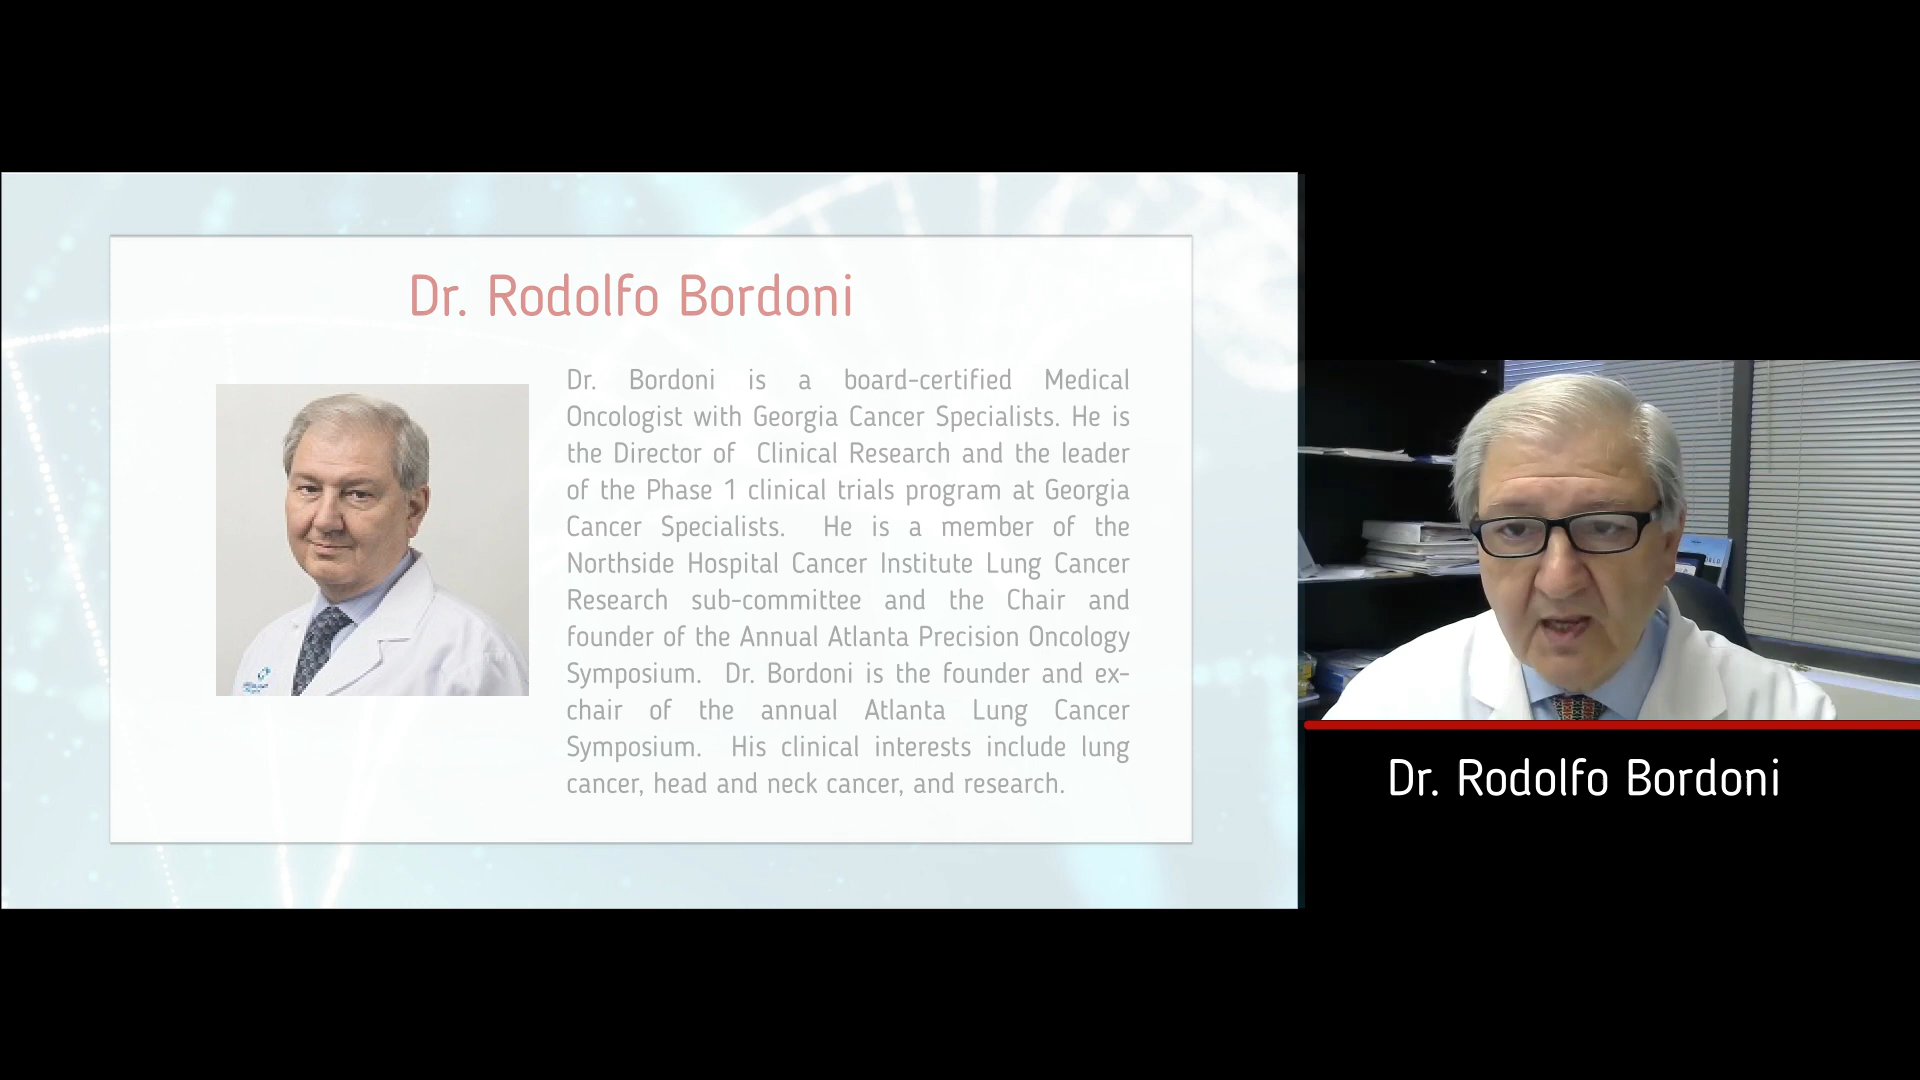 Dr. Rodolfo Bordoni
Dr. Bordoni is a board-certified Medical
Oncologist with Georgia Cancer Specialists. He is
the Director of Clinical Research and the leader
of the Phase 1 clinical trials program at Georgia
Cancer Specialists. He is a member of the
Northside Hospital Cancer Institute Lung Cancer
Research sub-committee and the Chair and
founder of the Annual Atlanta Precision Oncology
Symposium. Dr. Bordoni is the founder and ex-
chair of the annual Atlanta Lung Cancer
Symposium. His clinical interests include lung
cancer, head and neck cancer, and research.
Dr. Rodolfo Bordoni